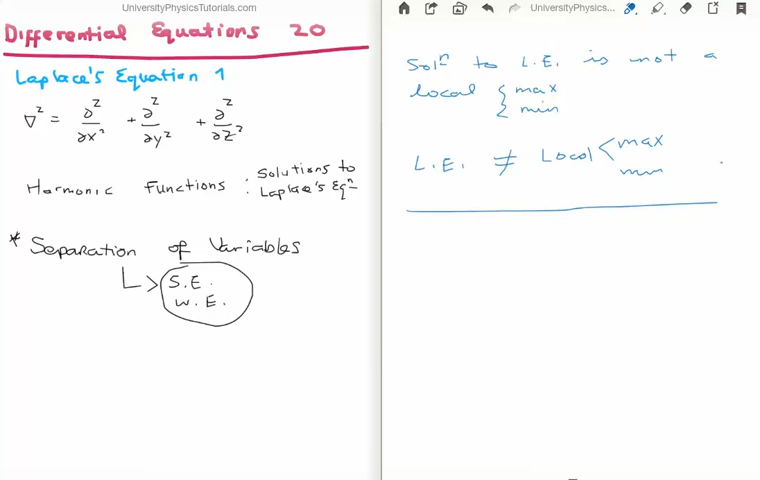 UniversityPhysicsTutorials.com
Differential Equations 20
Laplace's Equation 1
∇² = ∂²/∂x² + ∂²/∂y² + ∂²/∂z²
Harmonic Functions : Solutions to
Laplace's Eqⁿ
* Separation of Variables
↳ S.E.
W.E.
UniversityPhysics...
Solⁿ to L.E. is not a
local { max
min
L.E. ≠ Local < max
min